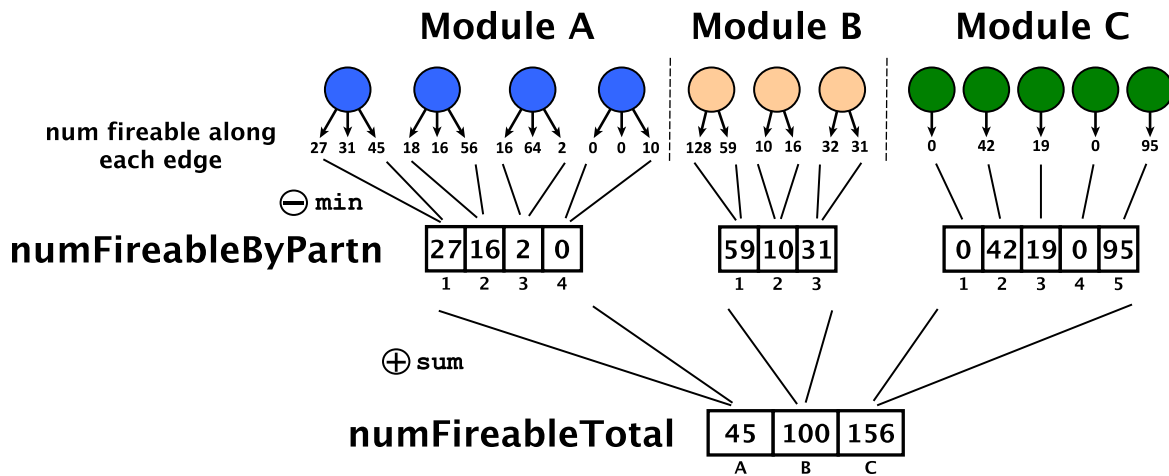 Module A Module B Module C
num fireable along
each edge
27 31 45 18 16 56 16 64 2 0 0 10 128 59 10 16 32 31 0 42 19 0 95
− min
numFireableByPartn 27 16 2 0 59 10 31 0 42 19 0 95
1 2 3 4 1 2 3 1 2 3 4 5
+ sum
numFireableTotal 45 100 156
A B C